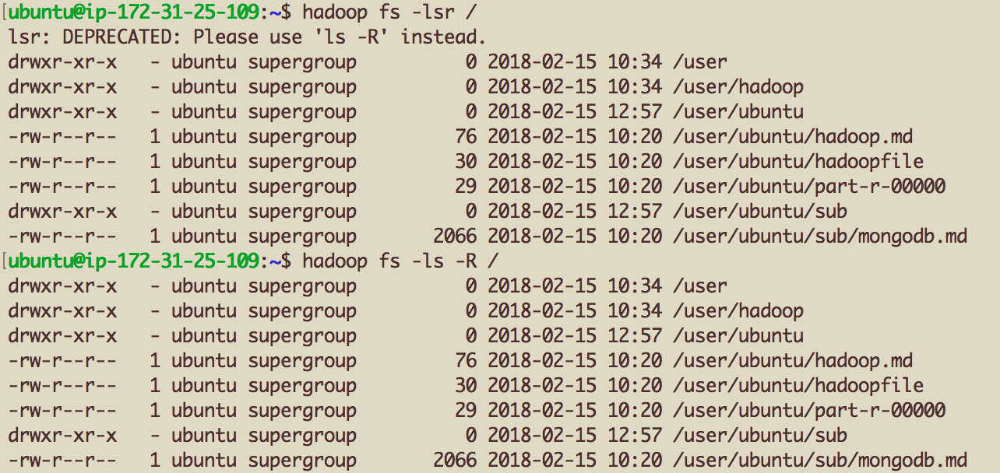 [ubuntu@ip-172-31-25-109:~$ hadoop fs -lsr /
lsr: DEPRECATED: Please use 'ls -R' instead.
drwxr-xr-x   - ubuntu supergroup          0 2018-02-15 10:34 /user
drwxr-xr-x   - ubuntu supergroup          0 2018-02-15 10:34 /user/hadoop
drwxr-xr-x   - ubuntu supergroup          0 2018-02-15 12:57 /user/ubuntu
-rw-r--r--   1 ubuntu supergroup         76 2018-02-15 10:20 /user/ubuntu/hadoop.md
-rw-r--r--   1 ubuntu supergroup         30 2018-02-15 10:20 /user/ubuntu/hadoopfile
-rw-r--r--   1 ubuntu supergroup         29 2018-02-15 10:20 /user/ubuntu/part-r-00000
drwxr-xr-x   - ubuntu supergroup          0 2018-02-15 12:57 /user/ubuntu/sub
-rw-r--r--   1 ubuntu supergroup       2066 2018-02-15 10:20 /user/ubuntu/sub/mongodb.md
[ubuntu@ip-172-31-25-109:~$ hadoop fs -ls -R /
drwxr-xr-x   - ubuntu supergroup          0 2018-02-15 10:34 /user
drwxr-xr-x   - ubuntu supergroup          0 2018-02-15 10:34 /user/hadoop
drwxr-xr-x   - ubuntu supergroup          0 2018-02-15 12:57 /user/ubuntu
-rw-r--r--   1 ubuntu supergroup         76 2018-02-15 10:20 /user/ubuntu/hadoop.md
-rw-r--r--   1 ubuntu supergroup         30 2018-02-15 10:20 /user/ubuntu/hadoopfile
-rw-r--r--   1 ubuntu supergroup         29 2018-02-15 10:20 /user/ubuntu/part-r-00000
drwxr-xr-x   - ubuntu supergroup          0 2018-02-15 12:57 /user/ubuntu/sub
-rw-r--r--   1 ubuntu supergroup       2066 2018-02-15 10:20 /user/ubuntu/sub/mongodb.md